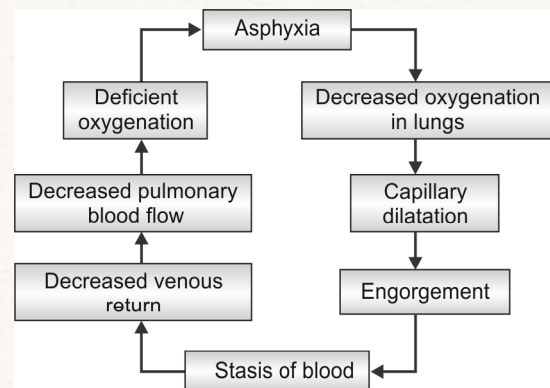 Asphyxia
Decreased oxygenation
in lungs
Capillary
dilatation
Engorgement
Stasis of blood
Decreased venous
return
Decreased pulmonary
blood flow
Deficient
oxygenation